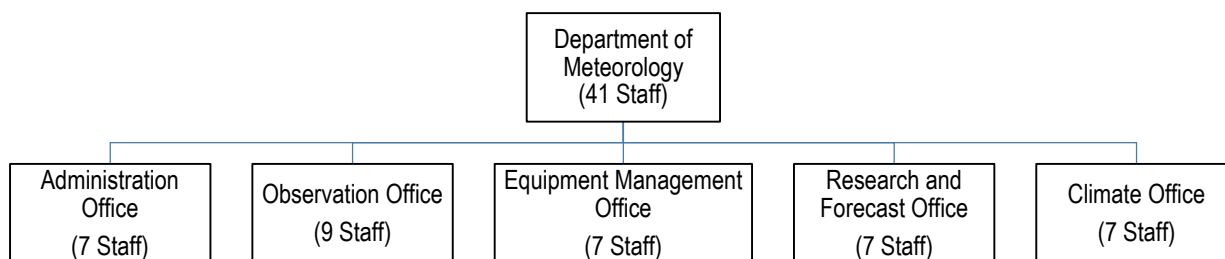 Department of
Meteorology
(41 Staff)
Administration
Office
(7 Staff)
Observation Office
(9 Staff)
Equipment Management
Office
(7 Staff)
Research and
Forecast Office
(7 Staff)
Climate Office
(7 Staff)